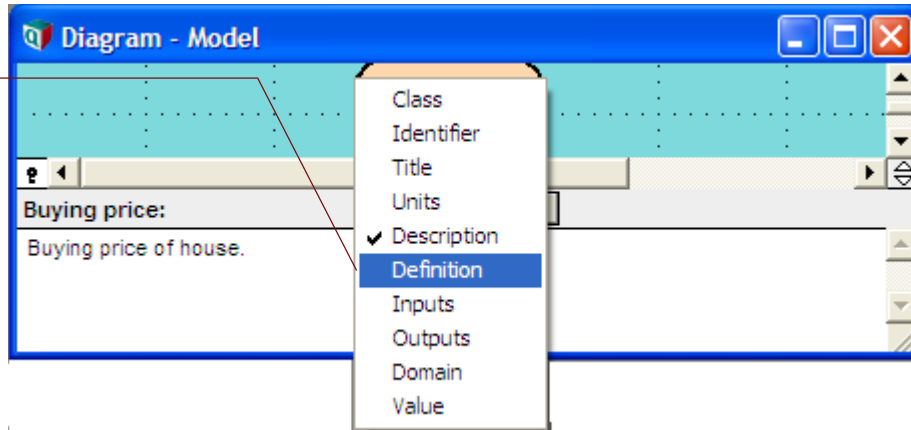 Diagram - Model
Class
Identifier
Title
Units
Description
Definition
Inputs
Outputs
Domain
Value
Buying price:
Buying price of house.